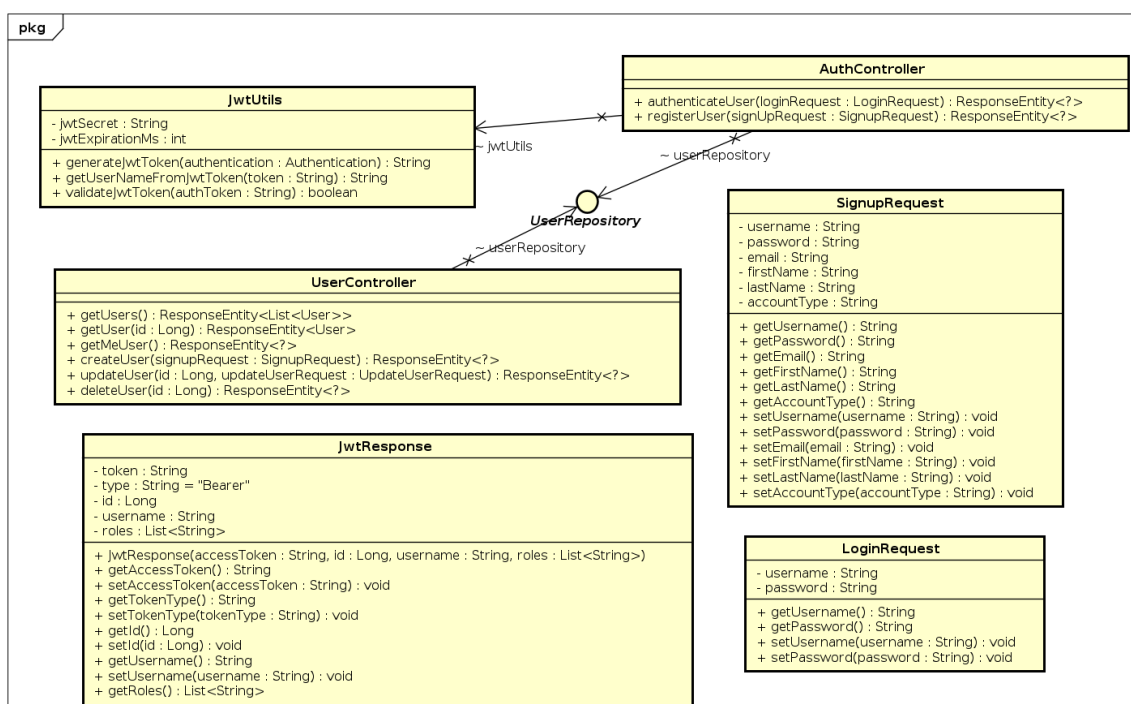 pkg
AuthController
+ authenticateUser(loginRequest : LoginRequest) : ResponseEntity<?>
+ registerUser(signUpRequest : SignupRequest) : ResponseEntity<?>
JwtUtils
- jwtSecret : String
- jwtExpirationMs : int
+ generateJwtToken(authentication : Authentication) : String
+ getUserNameFromJwtToken(token : String) : String
+ validateJwtToken(authToken : String) : boolean
~ jwtUtils
~ userRepository
UserRepository
~ userRepository
UserController
+ getUsers() : ResponseEntity<List<User>>
+ getUser(id : Long) : ResponseEntity<User>
+ getMeUser() : ResponseEntity<?>
+ createUser(signupRequest : SignupRequest) : ResponseEntity<?>
+ updateUser(id : Long, updateUserRequest : UpdateUserRequest) : ResponseEntity<?>
+ deleteUser(id : Long) : ResponseEntity<?>
SignupRequest
- username : String
- password : String
- email : String
- firstName : String
- lastName : String
- accountType : String
+ getUsername() : String
+ getPassword() : String
+ getEmail() : String
+ getFirstName() : String
+ getLastName() : String
+ getAccountType() : String
+ setUsername(username : String) : void
+ setPassword(password : String) : void
+ setEmail(email : String) : void
+ setFirstName(firstName : String) : void
+ setLastName(lastName : String) : void
+ setAccountType(accountType : String) : void
JwtResponse
- token : String
- type : String = "Bearer"
- id : Long
- username : String
- roles : List<String>
+ JwtResponse(accessToken : String, id : Long, username : String, roles : List<String>)
+ getAccessToken() : String
+ setAccessToken(accessToken : String) : void
+ getTokenType() : String
+ setTokenType(tokenType : String) : void
+ getId() : Long
+ setId(id : Long) : void
+ getUsername() : String
+ setUsername(username : String) : void
+ getRoles() : List<String>
LoginRequest
- username : String
- password : String
+ getUsername() : String
+ getPassword() : String
+ setUsername(username : String) : void
+ setPassword(password : String) : void